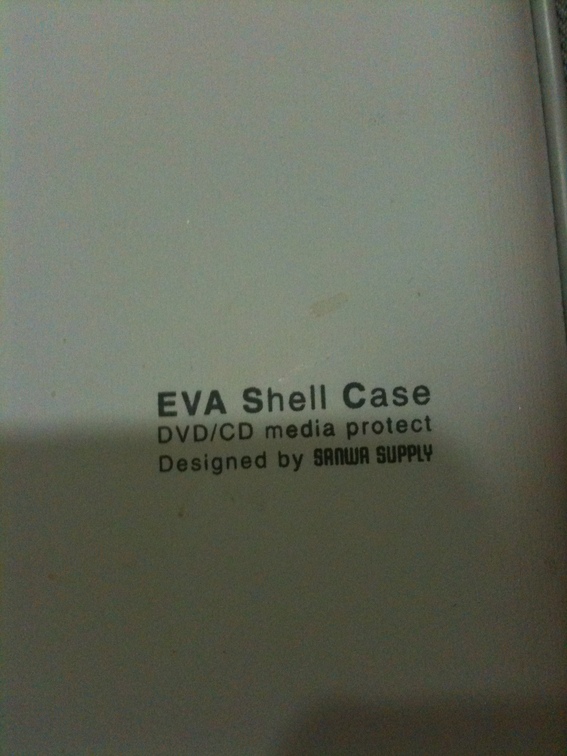 EVA Shell Case
DVD/CD media protect
Designed by SANWA SUPPLY